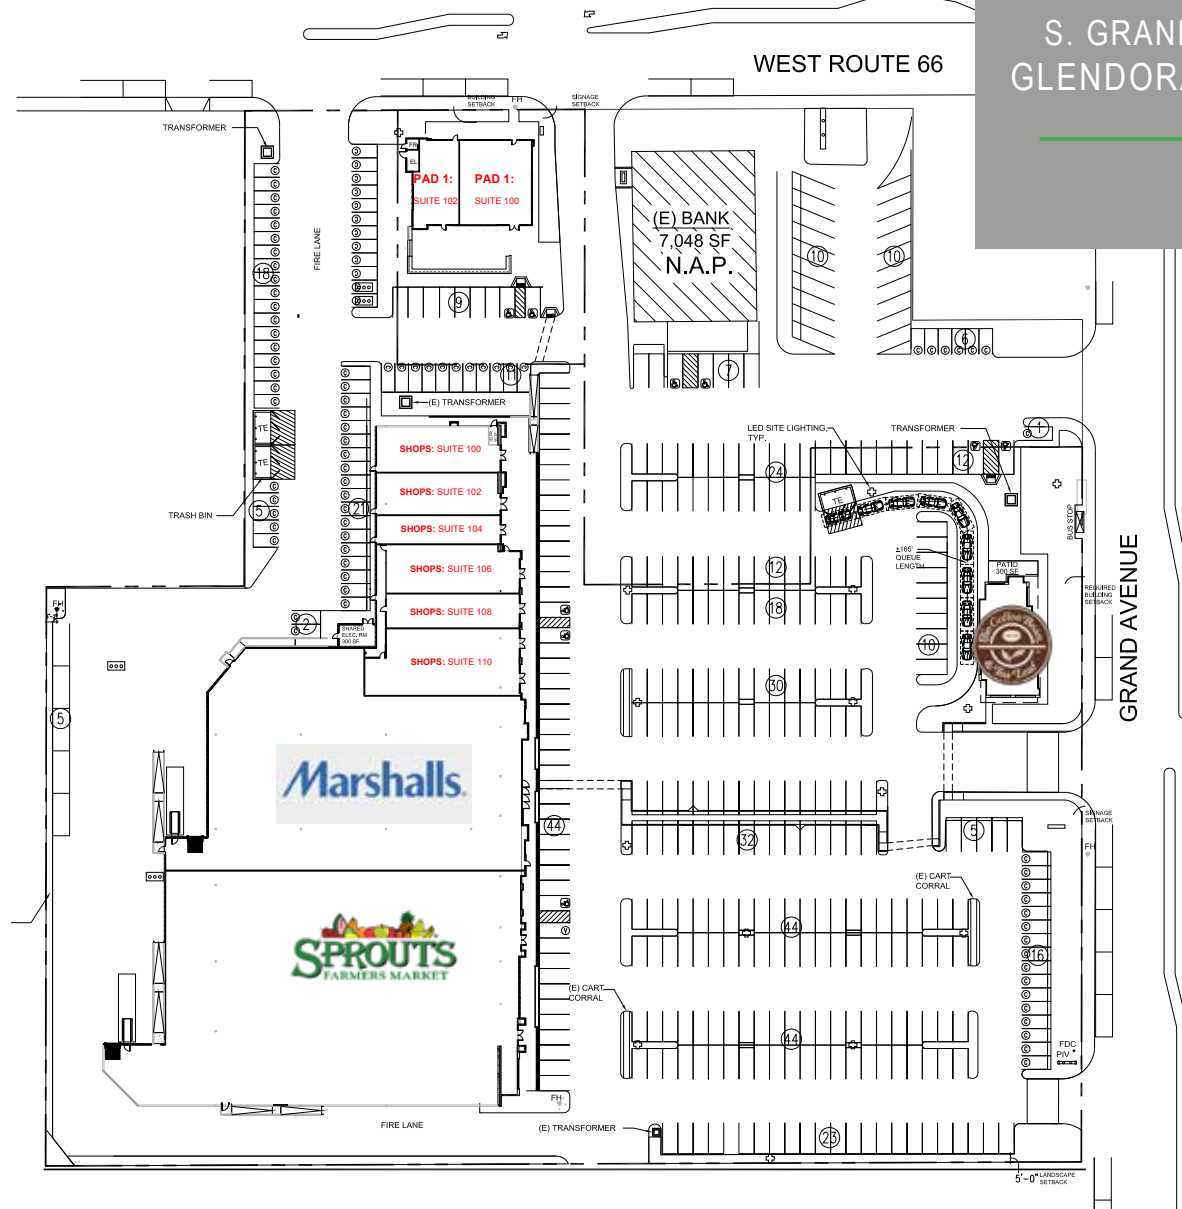 S. GRAN
GLENDORA
WEST ROUTE 66
BUILDING
SETBACK
FH
SIGNAGE
SETBACK
TRANSFORMER
FR
EL
PAD 1:
SUITE 102
PAD 1:
SUITE 100
(E) BANK
7,048 SF
N.A.P.
10
10
FIRE LANE
18
9
6
7
11
(E) TRANSFORMER
LED SITE LIGHTING,
TYP.
TRANSFORMER
1
TE
TE
SHOPS: SUITE 100
24
12
SHOPS: SUITE 102
TE
TRASH BIN
5
21
SHOPS: SUITE 104
BUS STOP
±165'
QUEUE
LENGTH
PATIO
300 SF
SHOPS: SUITE 106
12
18
REQUIRED
BUILDING
SETBACK
GRAND AVENUE
FH
SHOPS: SUITE 108
2
SHARED
ELEC. RM
300 SF
10
SHOPS: SUITE 110
30
5
Marshalls.
44
32
5
SIGNAGE
SETBACK
FH
(E) CART
CORRAL
SPROUTS
FARMERS MARKET
44
16
(E) CART
CORRAL
44
FDC
PIV
FH
FIRE LANE
(E) TRANSFORMER
23
5'-0" LANDSCAPE
SETBACK